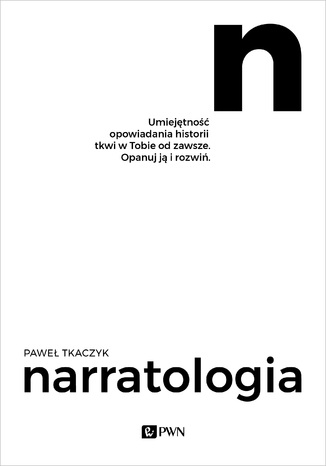 n
Umiejętność
opowiadania historii
tkwi w Tobie od zawsze.
Opanuj ją i rozwiń.
PAWEŁ TKACZYK
narratologia
PWN